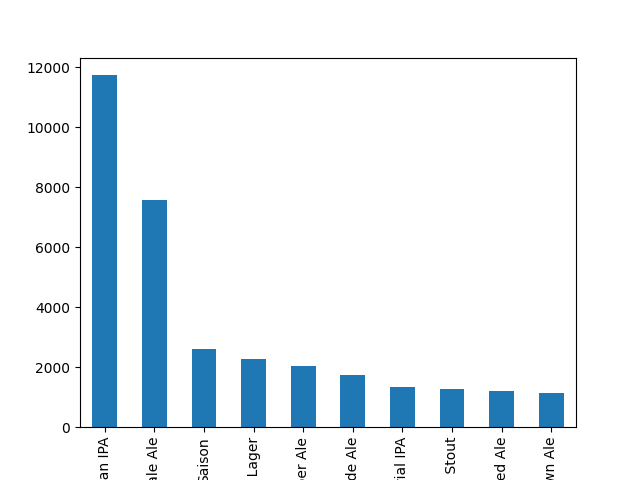 12000
10000
8000
6000
4000
2000
0
an IPA
ale Ale
Saison
Lager
er Ale
de Ale
ial IPA
Stout
ed Ale
wn Ale